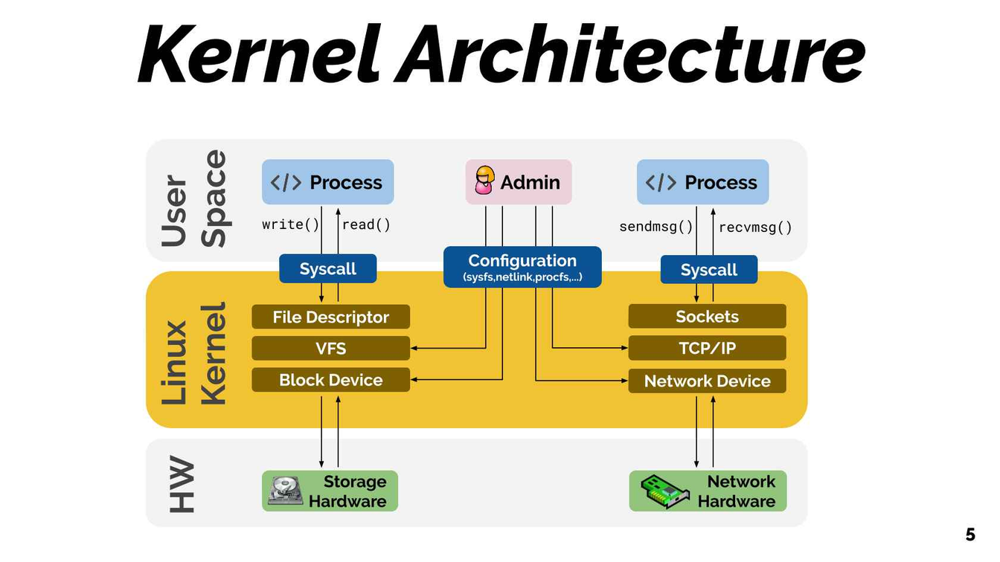 Kernel Architecture
User
Space
</> Process
Admin
</> Process
write()
read()
sendmsg()
recvmsg()
Syscall
Configuration
(sysfs,netlink,procfs,...)
Syscall
Linux
Kernel
File Descriptor
VFS
Block Device
Sockets
TCP/IP
Network Device
HW
Storage
Hardware
Network
Hardware
5